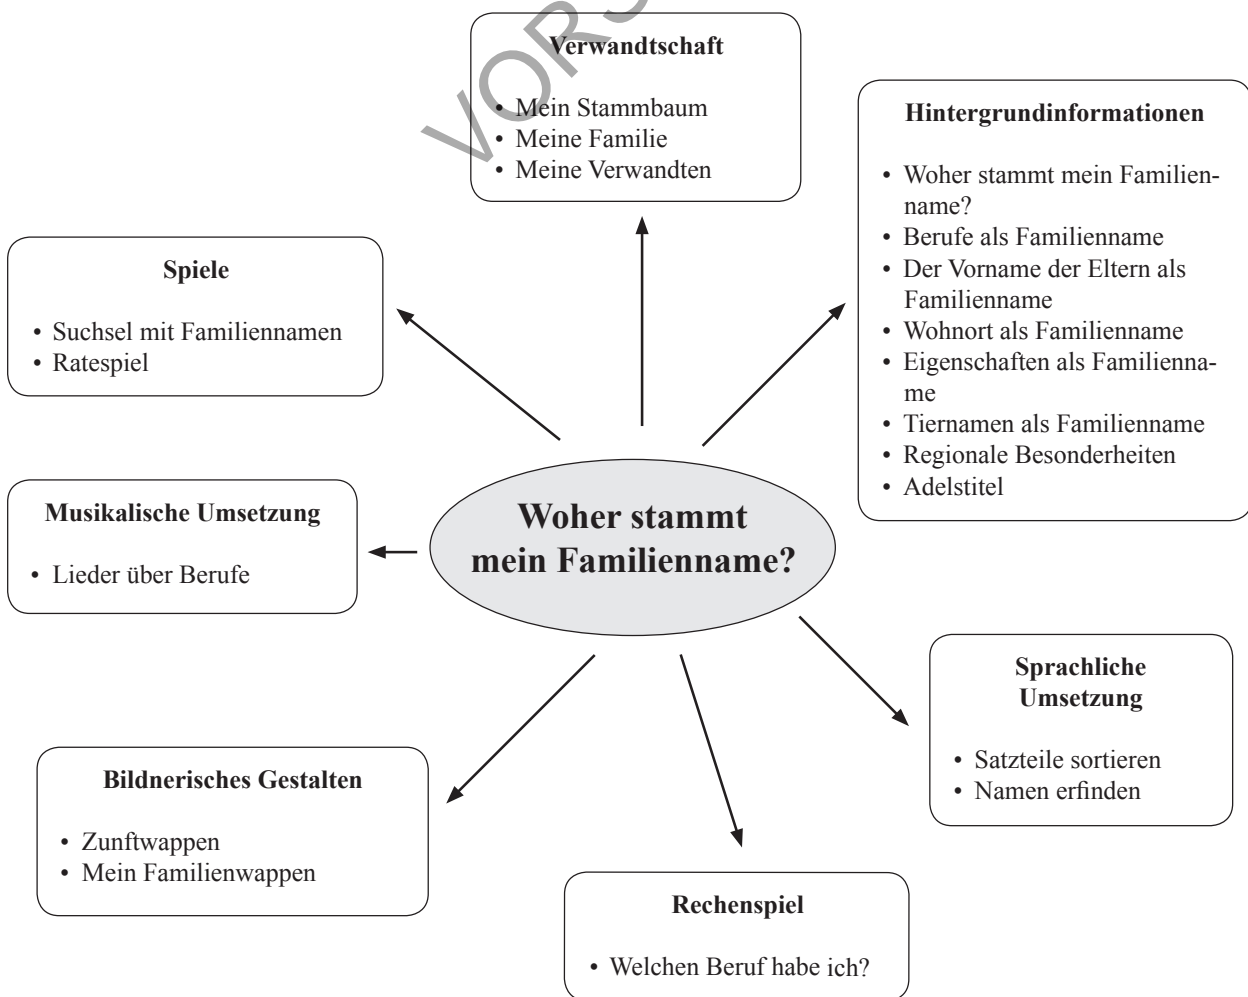 VORS
Verwandtschaft
• Mein Stammbaum
• Meine Familie
• Meine Verwandten
Hintergrundinformationen
• Woher stammt mein Familien-
name?
• Berufe als Familienname
• Der Vorname der Eltern als
Familienname
• Wohnort als Familienname
• Eigenschaften als Familienna-
me
• Tiernamen als Familienname
• Regionale Besonderheiten
• Adelstitel
Spiele
• Suchsel mit Familiennamen
• Ratespiel
Woher stammt
mein Familienname?
Musikalische Umsetzung
• Lieder über Berufe
Sprachliche
Umsetzung
• Satzteile sortieren
• Namen erfinden
Bildnerisches Gestalten
• Zunftwappen
• Mein Familienwappen
Rechenspiel
• Welchen Beruf habe ich?